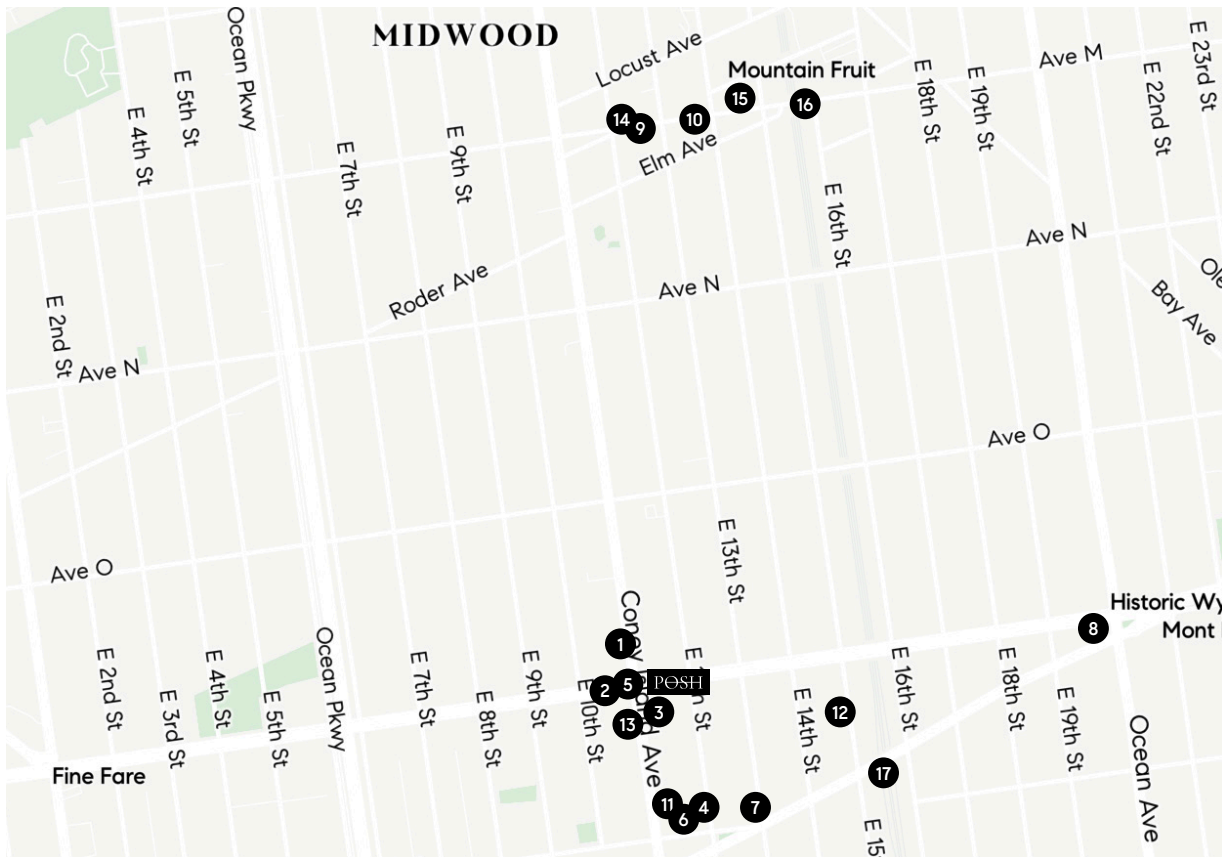 MIDWOOD
Ocean Pkwy
Locust Ave
Mountain Fruit
Ave M
E 23rd St
E 5th St
E 4th St
E 18th St
E 19th St
E 22nd St
15
16
14
9
10
E 7th St
E 9th St
Elm Ave
E 16th St
Ave N
Roder Ave
Ave N
Bay Ave
E 2nd St
Ave N
Ave O
E 13th St
Ave O
Historic Wy
Mont
8
Coney Island Ave
1
Ocean Pkwy
E 2nd St
E 3rd St
E 4th St
E 5th St
E 7th St
E 8th St
E 9th St
E 10th St
2
5
POSH
3
13
E 14th St
12
E 16th St
E 18th St
E 19th St
Ocean Ave
Fine Fare
17
11
6
4
7
E 15